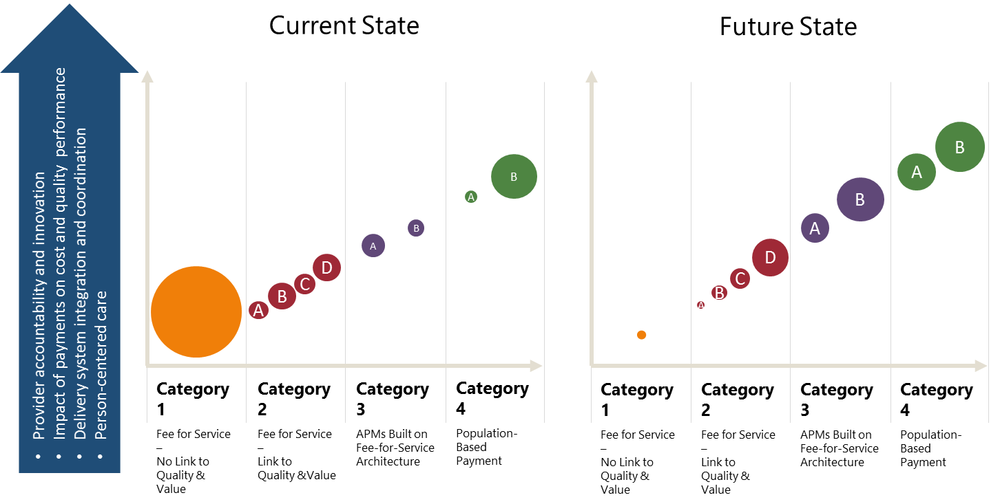 Current State
Future State
• Provider accountability and innovation
• Impact of payments on cost and quality performance
• Delivery system integration and coordination
• Person-centered care
A
B
C
D
A
B
A
B
A
B
C
D
A
B
A
B
Category
1
Fee for Service
–
No Link to
Quality &
Value
Category
2
Fee for Service
–
Link to
Quality &Value
Category
3
APMs Built on
Fee-for-Service
Architecture
Category
4
Population-
Based
Payment
Category
1
Fee for Service
–
No Link to
Quality &
Value
Category
2
Fee for Service
–
Link to
Quality &
Value
Category
3
APMs Built on
Fee-for-Service
Architecture
Category
4
Population-
Based
Payment